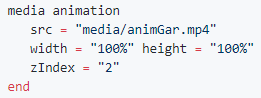 media animation
src = "media/animGar.mp4"
width = "100%" height = "100%"
zIndex = "2"
end